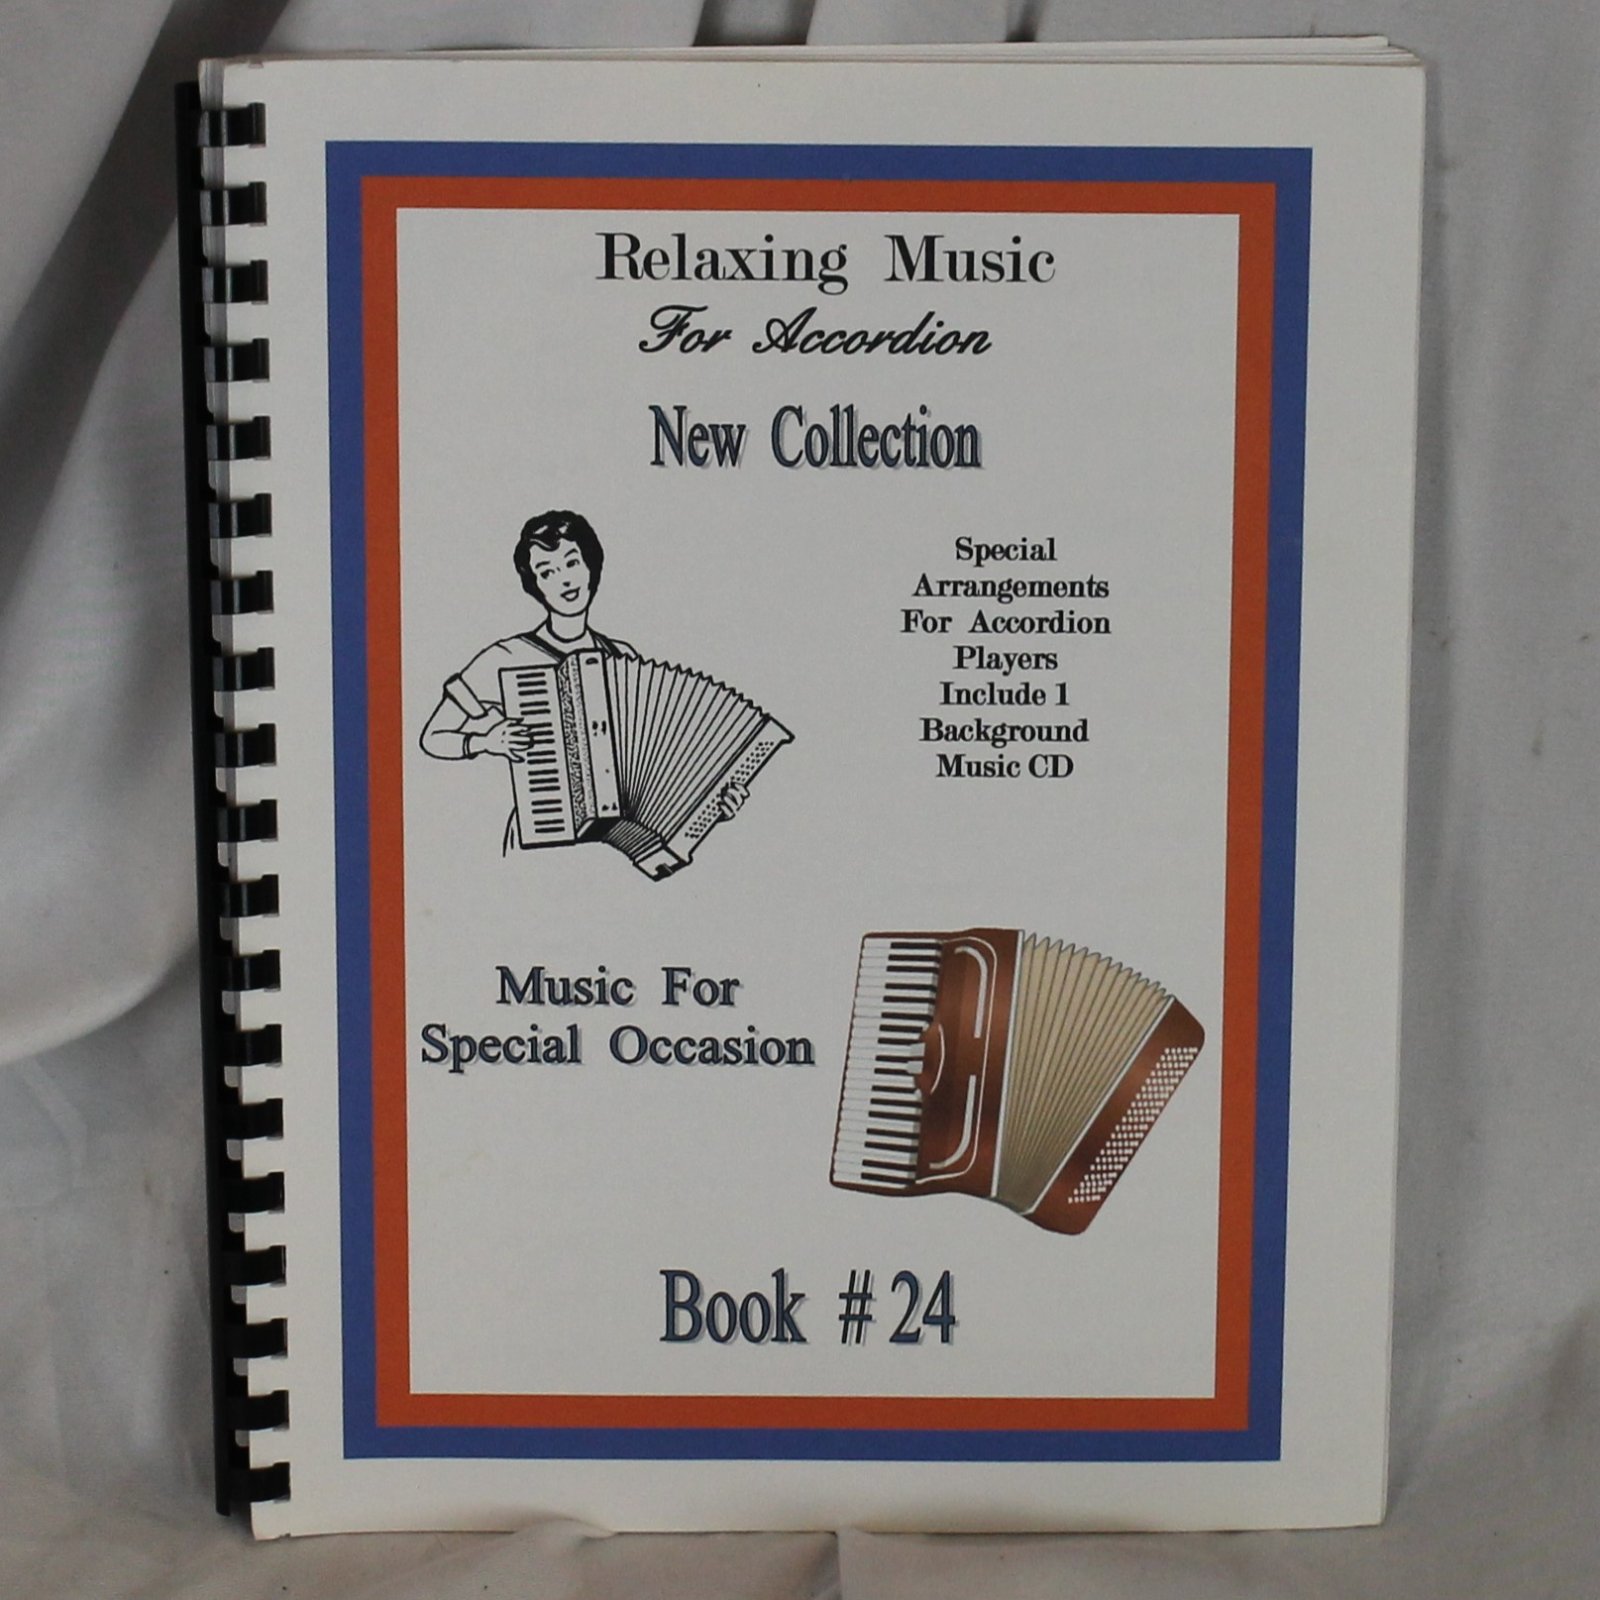 Relaxing Music
For Accordion
New Collection
Special
Arrangements
For Accordion
Players
Include 1
Background
Music CD
Music For
Special Occasion
Book # 24